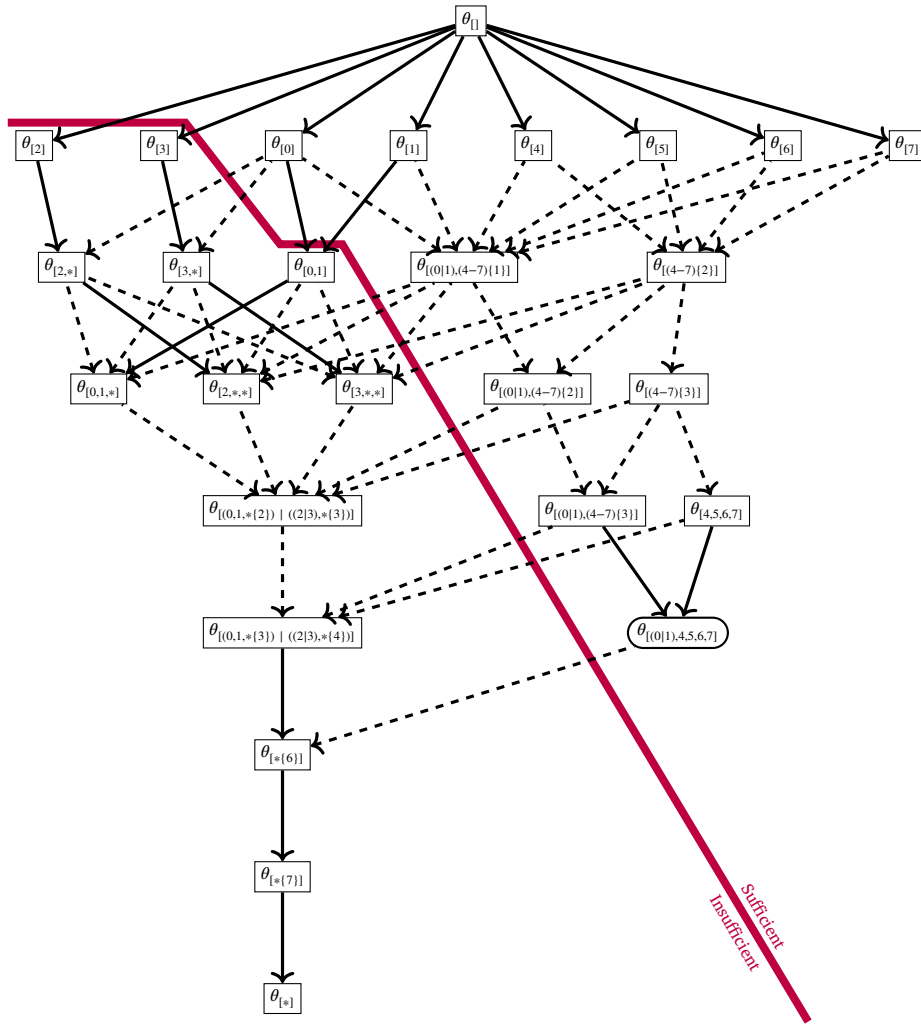 θ[]
θ[2] θ[3] θ[0] θ[1] θ[4] θ[5] θ[6] θ[7]
θ[2,∗] θ[3,∗] θ[0,1] θ[(0|1),(4−7){1}] θ[(4−7){2}]
θ[0,1,∗] θ[2,∗,∗] θ[3,∗,∗] θ[(0|1),(4−7){2}] θ[(4−7){3}]
θ[(0,1,∗{2}) | ((2|3),∗{3})] θ[(0|1),(4−7){3}] θ[4,5,6,7]
θ[(0,1,∗{3}) | ((2|3),∗{4})] θ[(0|1),4,5,6,7]
θ[∗{6}]
θ[∗{7}]
Sufficient
Insufficient
θ[∗]